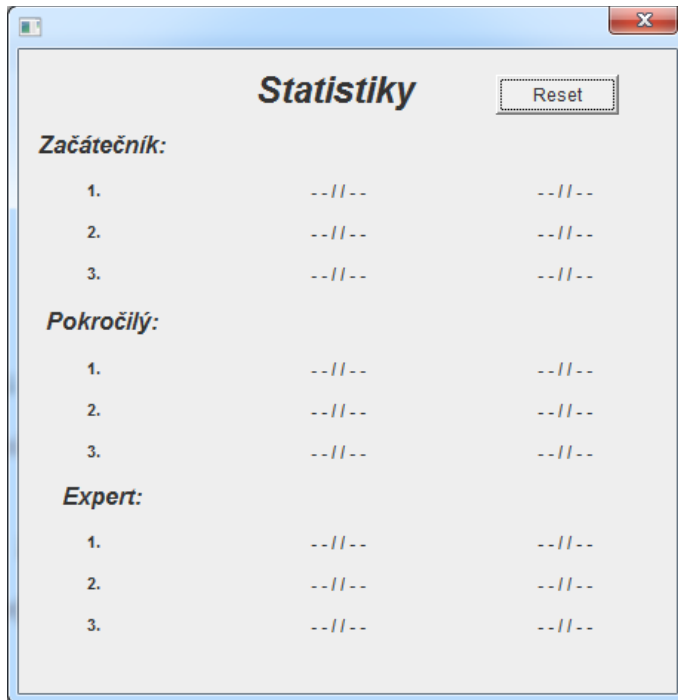 Statistiky Reset
Začátečník:
1. --//-- --//--
2. --//-- --//--
3. --//-- --//--
Pokročilý:
1. --//-- --//--
2. --//-- --//--
3. --//-- --//--
Expert:
1. --//-- --//--
2. --//-- --//--
3. --//-- --//--